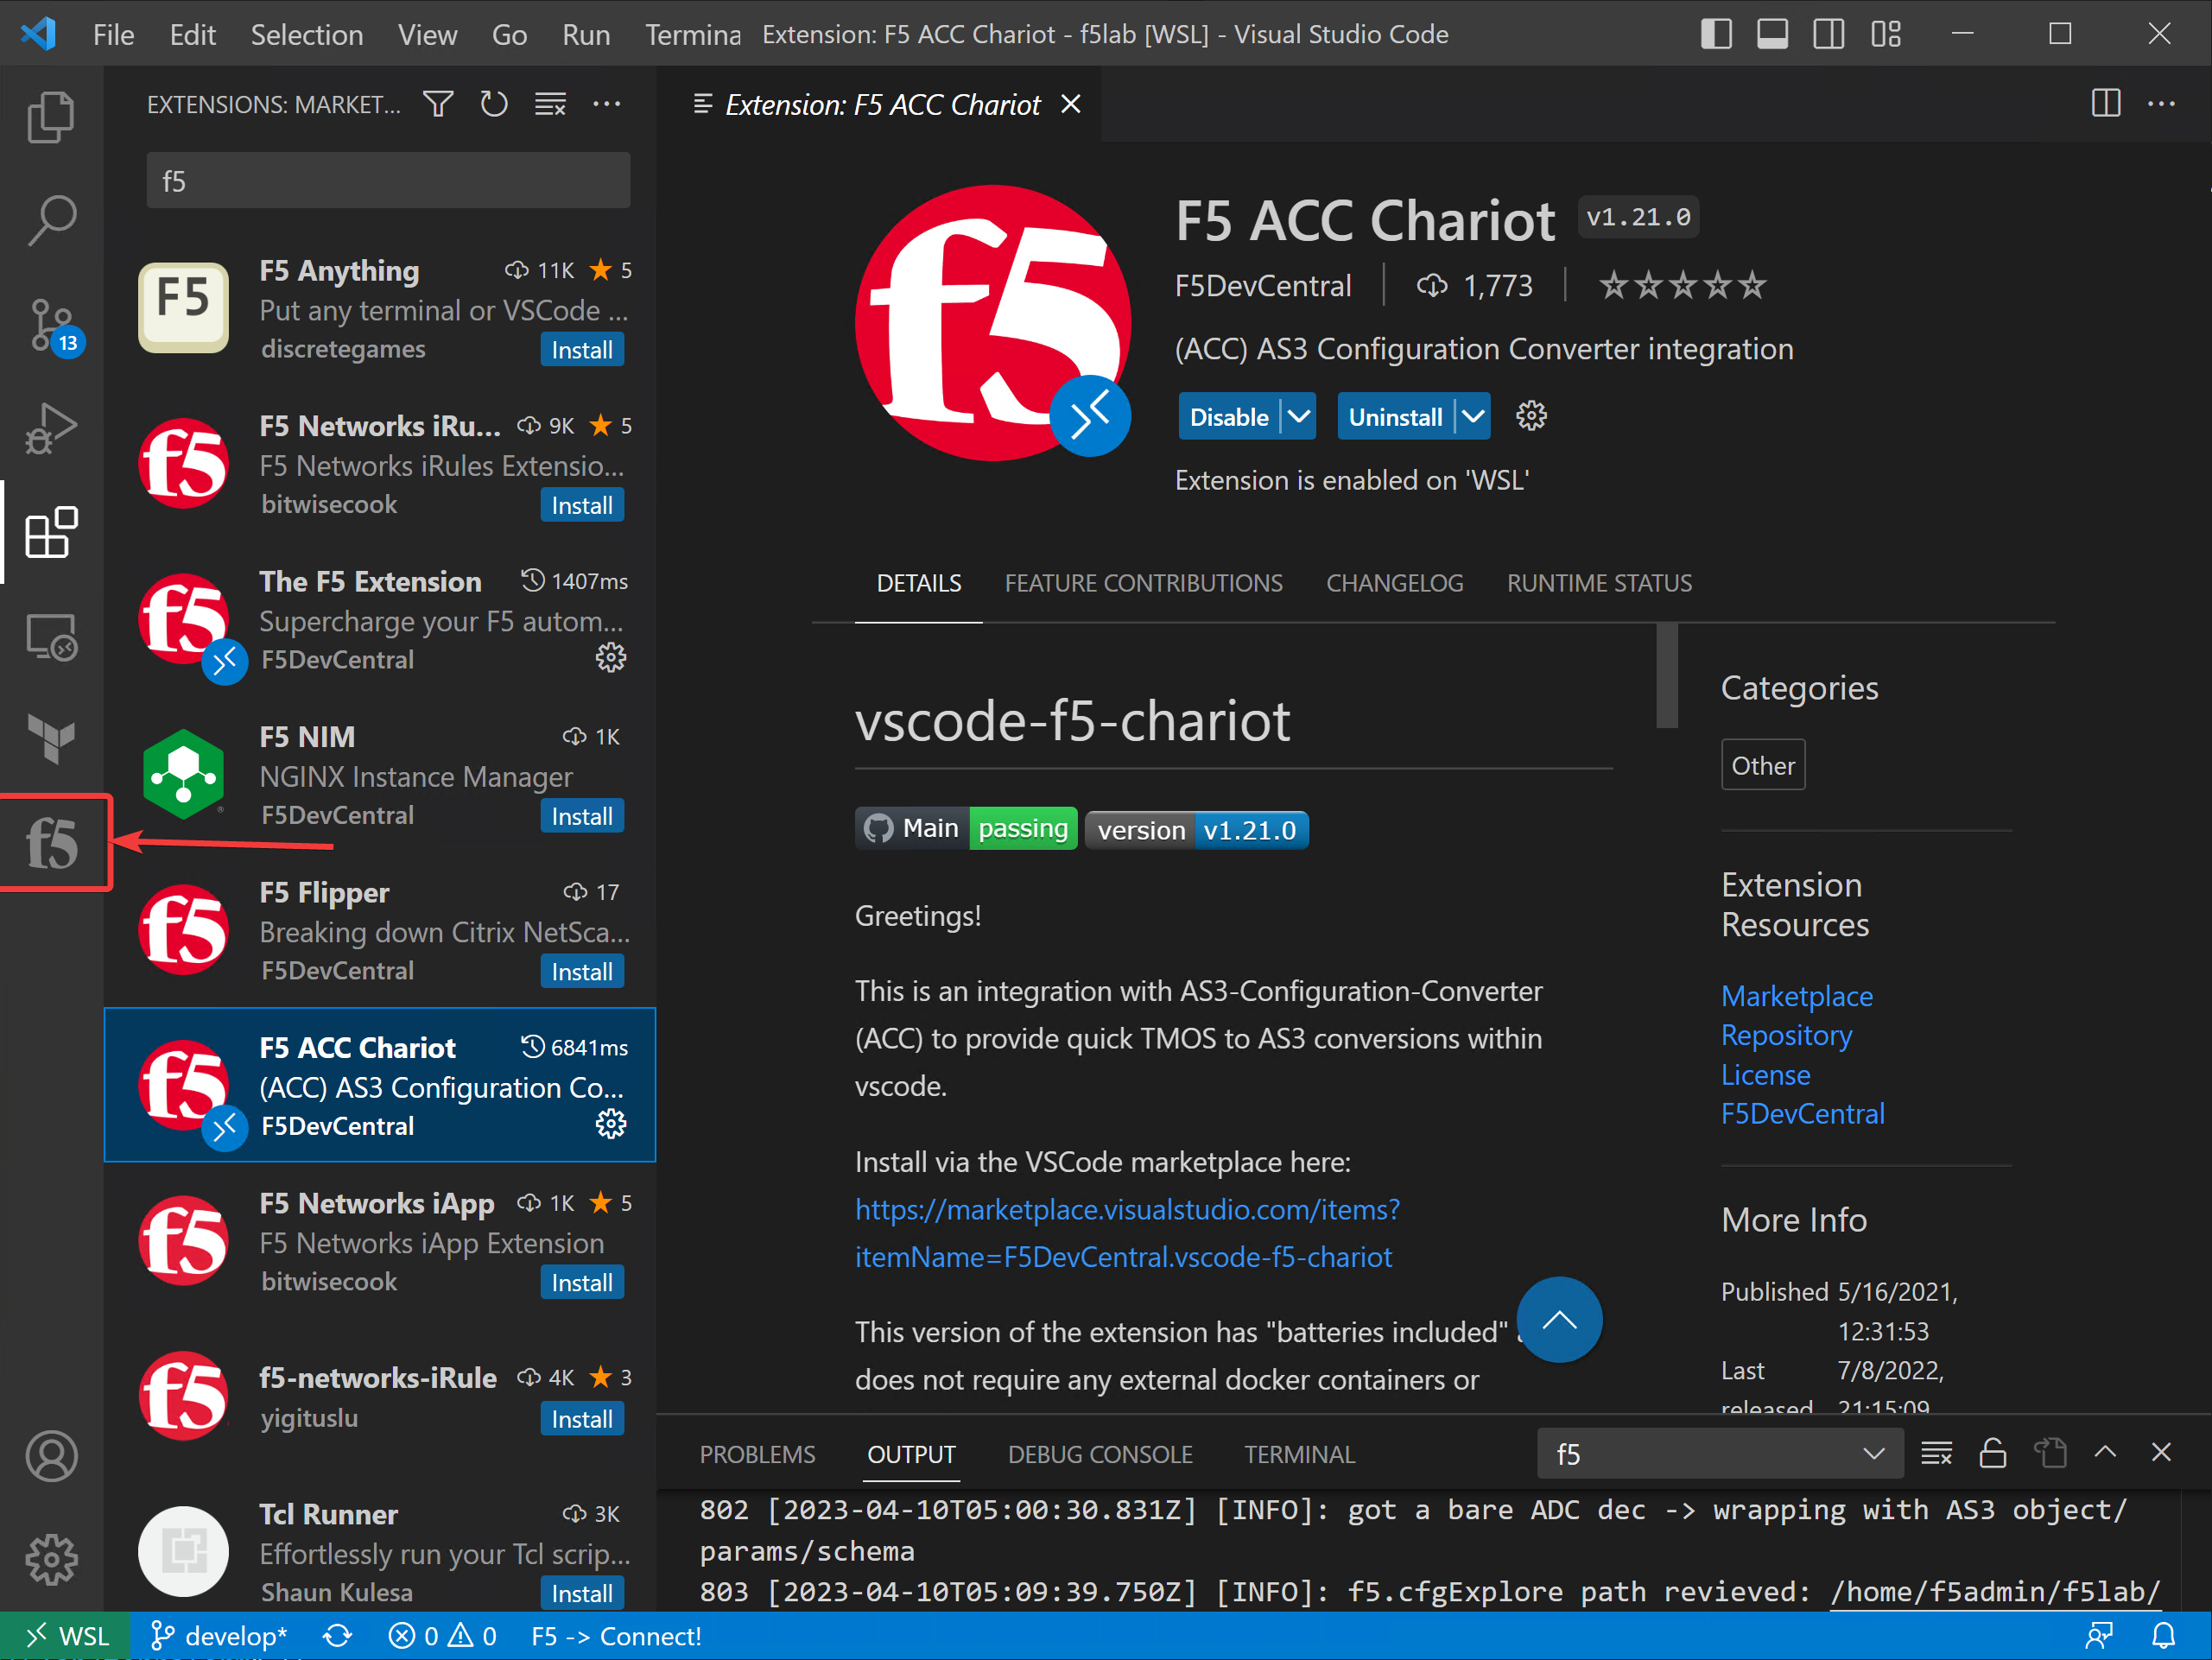 File Edit Selection View Go Run Termina Extension: F5 ACC Chariot - f5lab [WSL] - Visual Studio Code
EXTENSIONS: MARKET...
f5
F5
F5 Anything 11K 5
Put any terminal or VSCode ...
discretegames Install
f5
F5 Networks iRu... 9K 5
F5 Networks iRules Extensio...
bitwisecook Install
f5
The F5 Extension 1407ms
Supercharge your F5 autom...
F5DevCentral
F5 NIM 1K
NGINX Instance Manager
F5DevCentral Install
f5
f5
F5 Flipper 17
Breaking down Citrix NetSca...
F5DevCentral Install
f5
F5 ACC Chariot 6841ms
(ACC) AS3 Configuration Co...
F5DevCentral
f5
F5 Networks iApp 1K 5
F5 Networks iApp Extension
bitwisecook Install
f5
f5-networks-iRule 4K 3
yigituslu Install
Tcl Runner 3K
Effortlessly run your Tcl scrip...
Shaun Kulesa Install
13
Extension: F5 ACC Chariot
f5
F5 ACC Chariot v1.21.0
F5DevCentral 1,773
(ACC) AS3 Configuration Converter integration
Disable Uninstall
Extension is enabled on 'WSL'
DETAILS FEATURE CONTRIBUTIONS CHANGELOG RUNTIME STATUS
vscode-f5-chariot
Main passing version v1.21.0
Greetings!
This is an integration with AS3-Configuration-Converter
(ACC) to provide quick TMOS to AS3 conversions within
vscode.
Install via the VSCode marketplace here:
https://marketplace.visualstudio.com/items?
itemName=F5DevCentral.vscode-f5-chariot
This version of the extension has "batteries included"
does not require any external docker containers or
Categories
Other
Extension
Resources
Marketplace
Repository
License
F5DevCentral
More Info
Published 5/16/2021,
12:31:53
Last 7/8/2022,
released 21:15:09
PROBLEMS OUTPUT DEBUG CONSOLE TERMINAL f5
802 [2023-04-10T05:00:30.831Z] [INFO]: got a bare ADC dec -> wrapping with AS3 object/
params/schema
803 [2023-04-10T05:09:39.750Z] [INFO]: f5.cfgExplore path revieved: /home/f5admin/f5lab/
WSL develop* 0 0 F5 -> Connect!